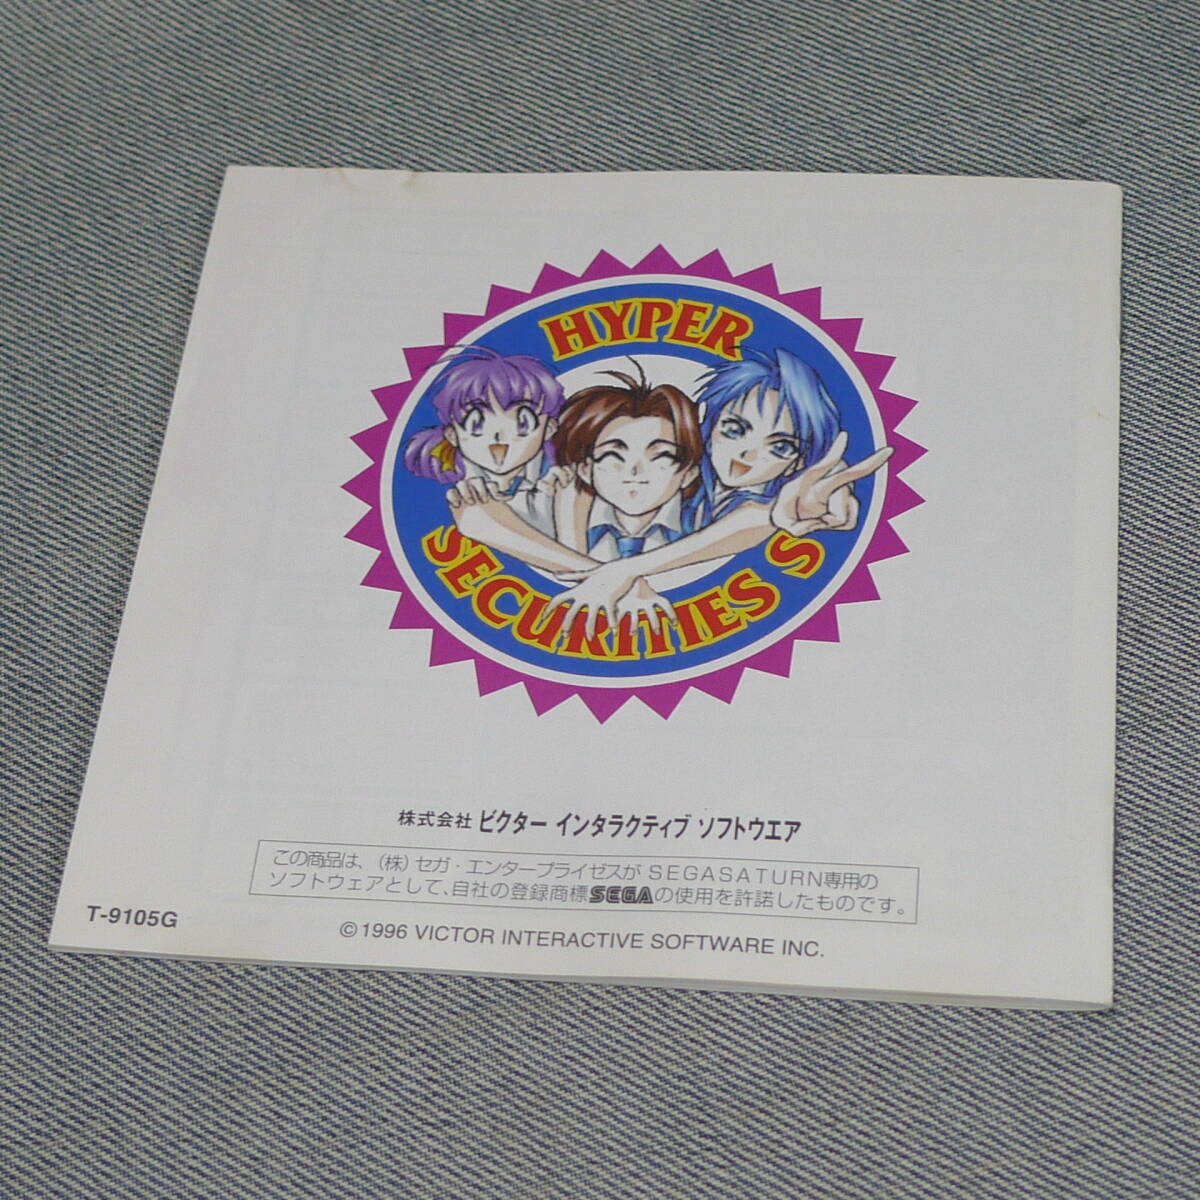 HYPER
SECURITIES S
株式会社 ビクター インタラクティブ ソフトウエア
この商品は、(株)セガ・エンタープライゼスがSEGASATURN専用の
ソフトウェアとして、自社の登録商標SEGAの使用を許諾したものです。
T-9105G
©1996 VICTOR INTERACTIVE SOFTWARE INC.